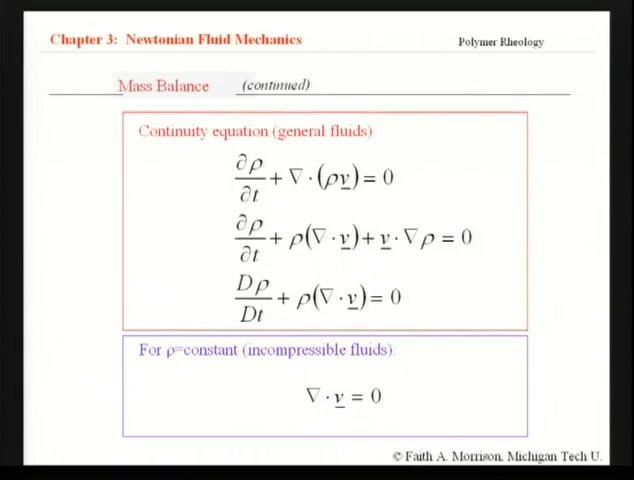 Chapter 3: Newtonian Fluid Mechanics
Polymer Rheology
Mass Balance (continued)
Continuity equation (general fluids)
∂ρ/∂t + ∇ · (ρv̲) = 0
∂ρ/∂t + ρ(∇ · v̲) + v̲ · ∇ρ = 0
Dρ/Dt + ρ(∇ · v̲) = 0
For ρ=constant (incompressible fluids):
∇ · v̲ = 0
© Faith A. Morrison, Michigan Tech U.